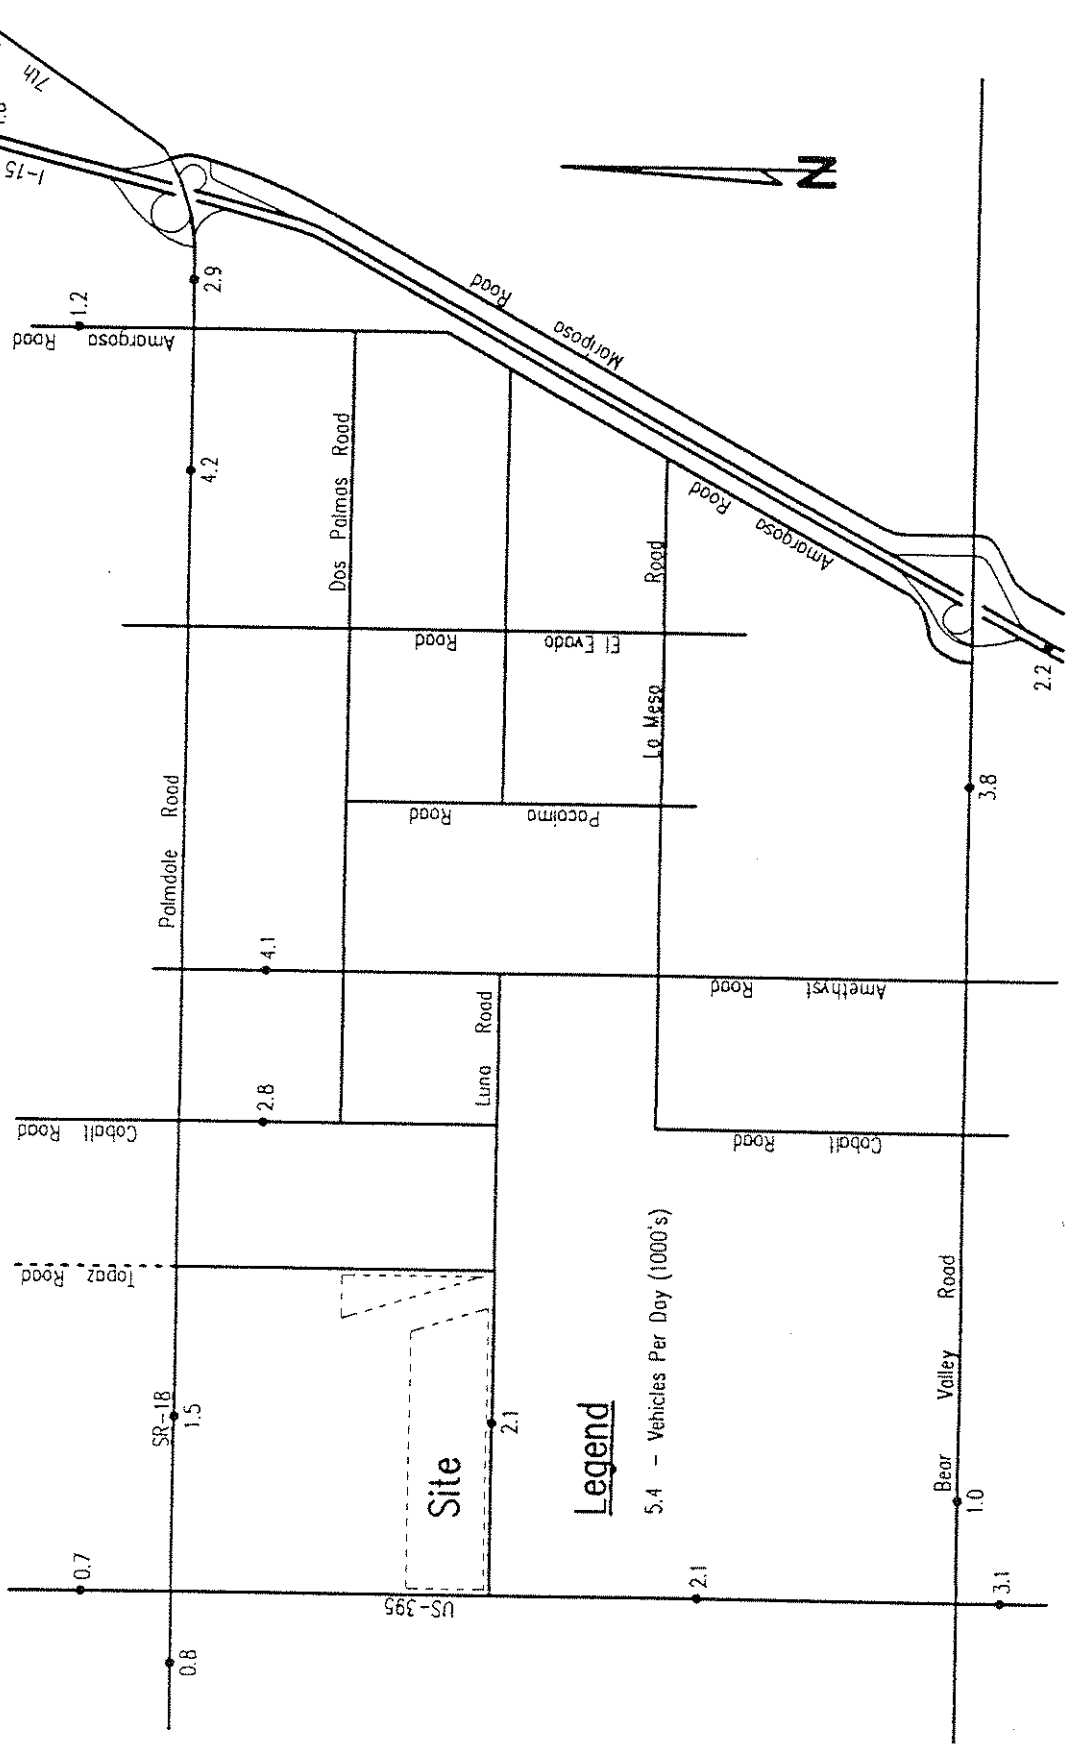 7th
I-15
1.2
Amargosa Road
2.9
4.2
Mariposa Road
Dos Palmas Road
Amargosa Road
N
El Evado Road
La Mesa Road
Palmdale Road
Pacoima Road
2.2
3.8
4.1
Amethyst Road
Luna Road
2.8
Cobalt Road
Cobalt Road
Topaz Road
SR-18
1.5
Site
2.1
Legend
5.4 - Vehicles Per Day (1000's)
Bear Valley Road
1.0
0.7
US-395
2.1
3.1
0.8